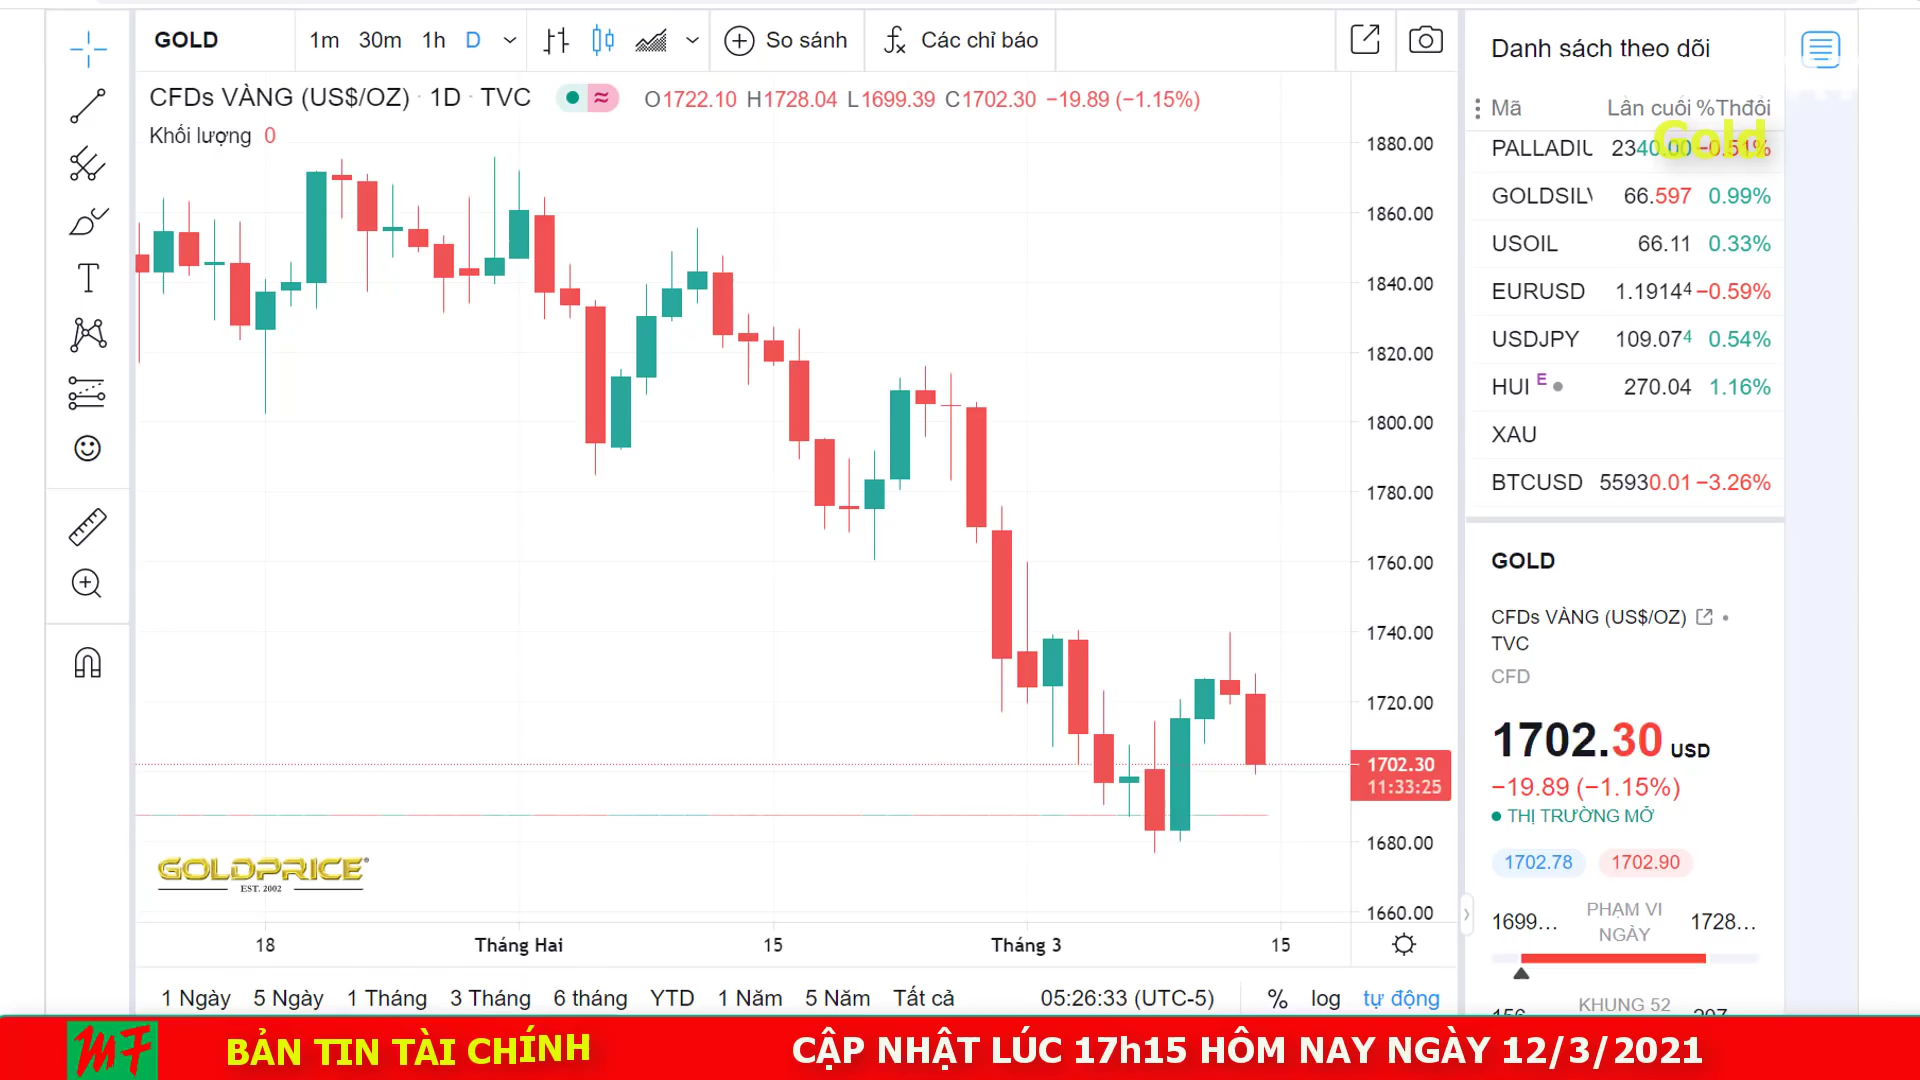 GOLD
1m 30m 1h D
So sánh
Các chỉ báo
CFDs VÀNG (US$/OZ) · 1D · TVC
O1722.10 H1728.04 L1699.39 C1702.30 −19.89 (−1.15%)
Khối lượng 0
1880.00
1860.00
1840.00
1820.00
1800.00
1780.00
1760.00
1740.00
1720.00
1702.30
11:33:25
1680.00
1660.00
GOLDPRICE
EST. 2002
18 Tháng Hai 15 Tháng 3 15
1 Ngày 5 Ngày 1 Tháng 3 Tháng 6 tháng YTD 1 Năm 5 Năm Tất cả
05:26:33 (UTC-5) % log tự động
Danh sách theo dõi
Mã Lần cuối %Thđổi
Gold
PALLADIU 2340.00 −0.51%
GOLDSILV 66.597 0.99%
USOIL 66.11 0.33%
EURUSD 1.19144 −0.59%
USDJPY 109.074 0.54%
HUI E 270.04 1.16%
XAU
BTCUSD 55930.01 −3.26%
GOLD
CFDs VÀNG (US$/OZ)
TVC
CFD
1702.30 USD
−19.89 (−1.15%)
THỊ TRƯỜNG MỞ
1702.78 1702.90
1699... PHẠM VI NGÀY 1728...
KHUNG 52
MF
BẢN TIN TÀI CHÍNH
CẬP NHẬT LÚC 17h15 HÔM NAY NGÀY 12/3/2021